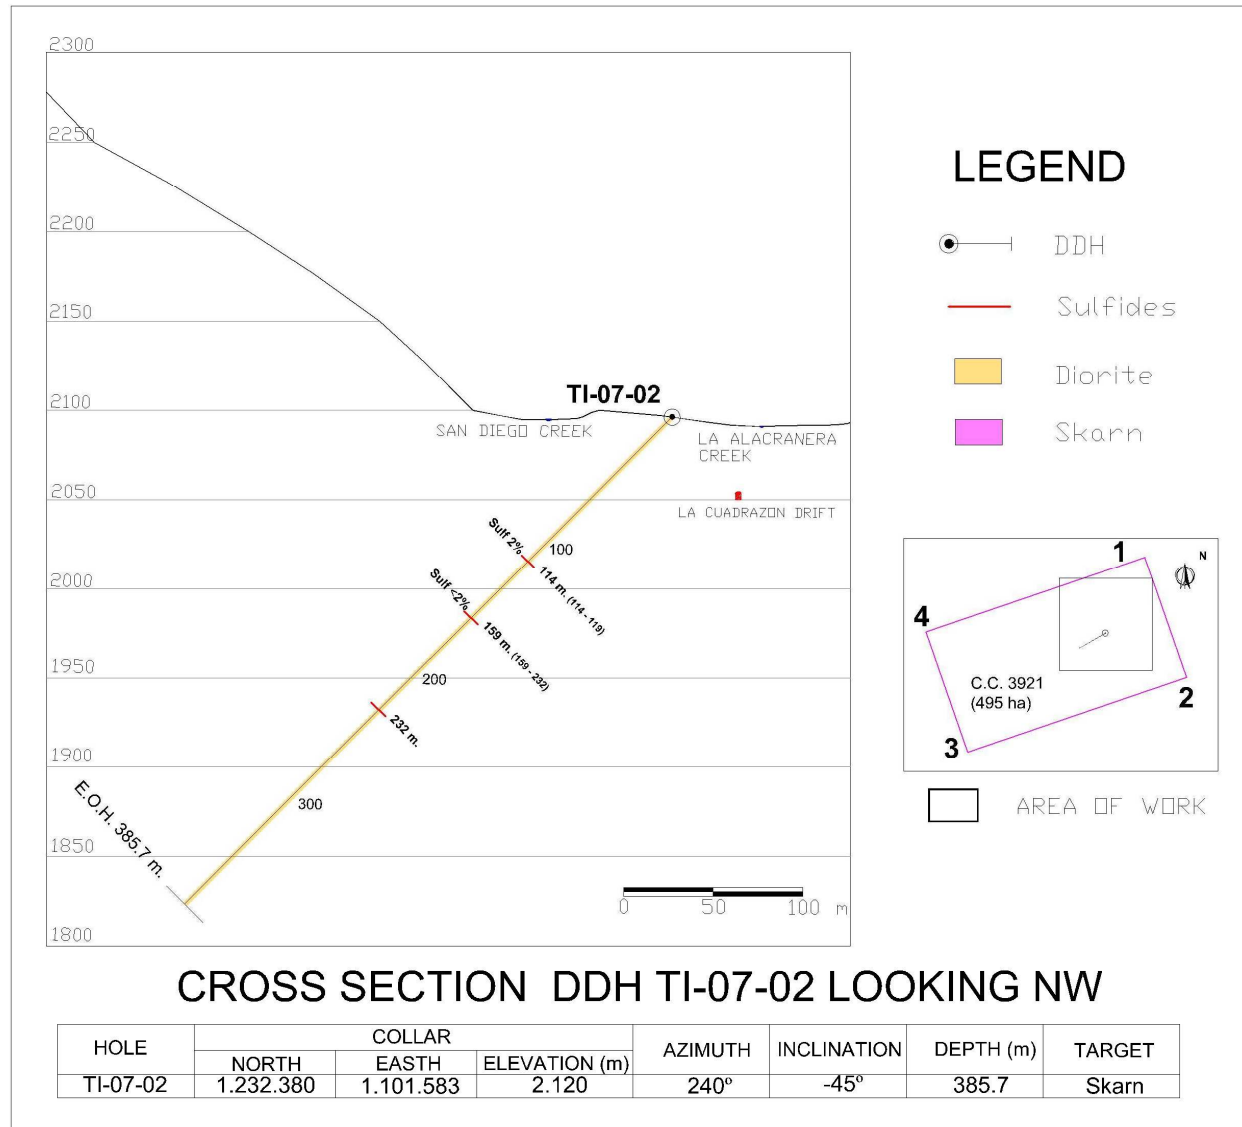 2300
2250
2200
2150
2100
2050
2000
1950
1900
1850
1800
TI-07-02
SAN DIEGO CREEK
LA ALACRANERA
CREEK
LA CUADRAZON DRIFT
Sulf 2%
100
114 m. (114 - 119)
Sulf <2%
159 m. (159 - 232)
200
232 m.
300
E.O.H. 385.7 m.
0 50 100 m
LEGEND
DDH
Sulfides
Diorite
Skarn
1
N
4
C.C. 3921
(495 ha)
2
3
AREA OF WORK
CROSS SECTION DDH TI-07-02 LOOKING NW
HOLE COLLAR AZIMUTH INCLINATION DEPTH (m) TARGET
NORTH EASTH ELEVATION (m)
TI-07-02 1.232.380 1.101.583 2.120 240º -45º 385.7 Skarn